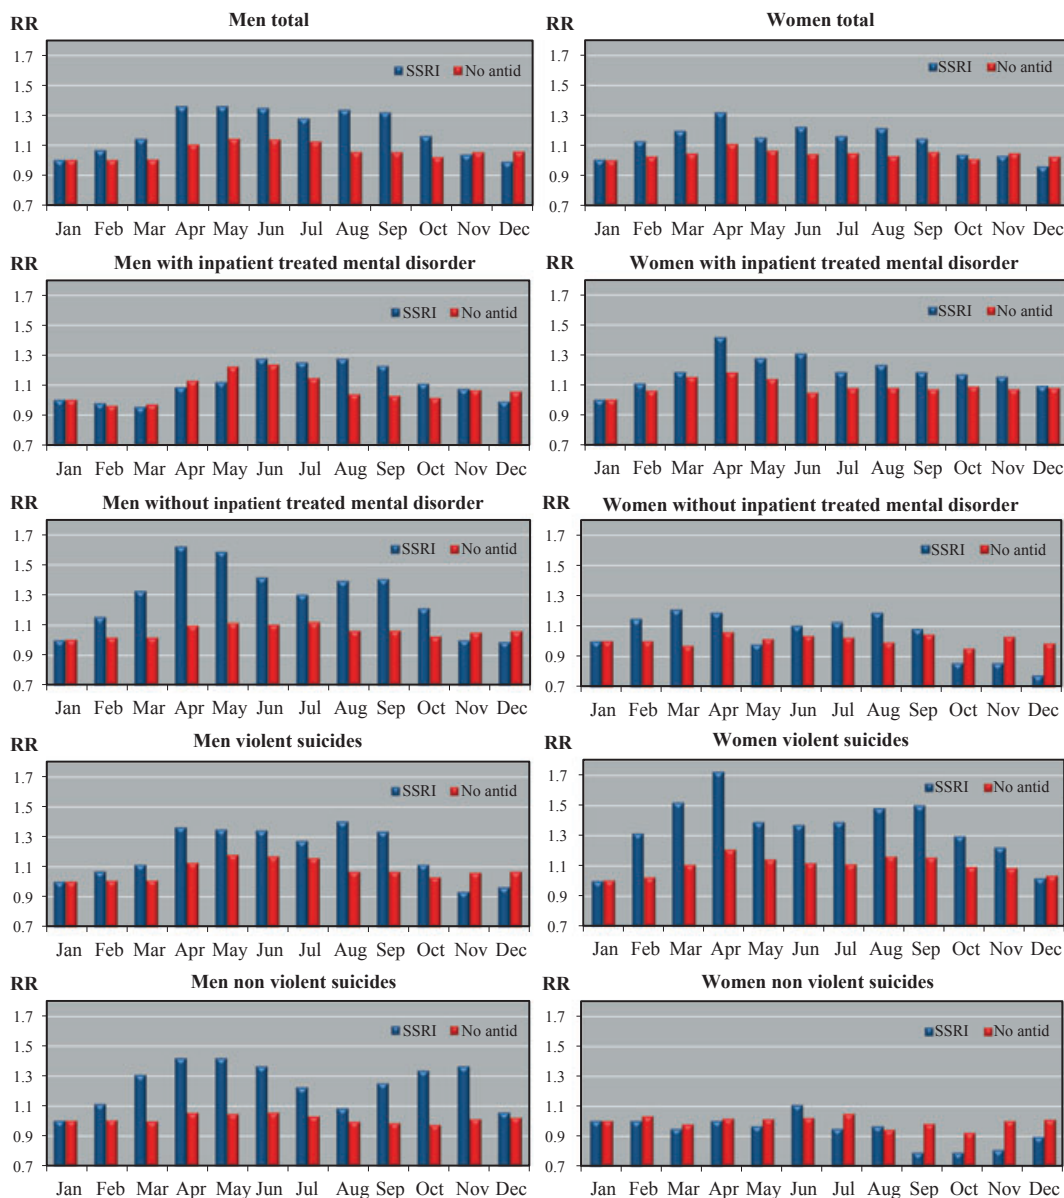 RR Men total
1.7
1.5
1.3
1.1
0.9
0.7
SSRI No antid
Jan Feb Mar Apr May Jun Jul Aug Sep Oct Nov Dec
RR Women total
1.7
1.5
1.3
1.1
0.9
0.7
SSRI No antid
Jan Feb Mar Apr May Jun Jul Aug Sep Oct Nov Dec
RR Men with inpatient treated mental disorder
1.7
1.5
1.3
1.1
0.9
0.7
SSRI No antid
Jan Feb Mar Apr May Jun Jul Aug Sep Oct Nov Dec
RR Women with inpatient treated mental disorder
1.7
1.5
1.3
1.1
0.9
0.7
SSRI No antid
Jan Feb Mar Apr May Jun Jul Aug Sep Oct Nov Dec
RR Men without inpatient treated mental disorder
1.7
1.5
1.3
1.1
0.9
0.7
SSRI No antid
Jan Feb Mar Apr May Jun Jul Aug Sep Oct Nov Dec
RR Women without inpatient treated mental disorder
1.7
1.5
1.3
1.1
0.9
0.7
SSRI No antid
Jan Feb Mar Apr May Jun Jul Aug Sep Oct Nov Dec
RR Men violent suicides
1.7
1.5
1.3
1.1
0.9
0.7
SSRI No antid
Jan Feb Mar Apr May Jun Jul Aug Sep Oct Nov Dec
RR Women violent suicides
1.7
1.5
1.3
1.1
0.9
0.7
SSRI No antid
Jan Feb Mar Apr May Jun Jul Aug Sep Oct Nov Dec
RR Men non violent suicides
1.7
1.5
1.3
1.1
0.9
0.7
SSRI No antid
Jan Feb Mar Apr May Jun Jul Aug Sep Oct Nov Dec
RR Women non violent suicides
1.7
1.5
1.3
1.1
0.9
0.7
SSRI No antid
Jan Feb Mar Apr May Jun Jul Aug Sep Oct Nov Dec